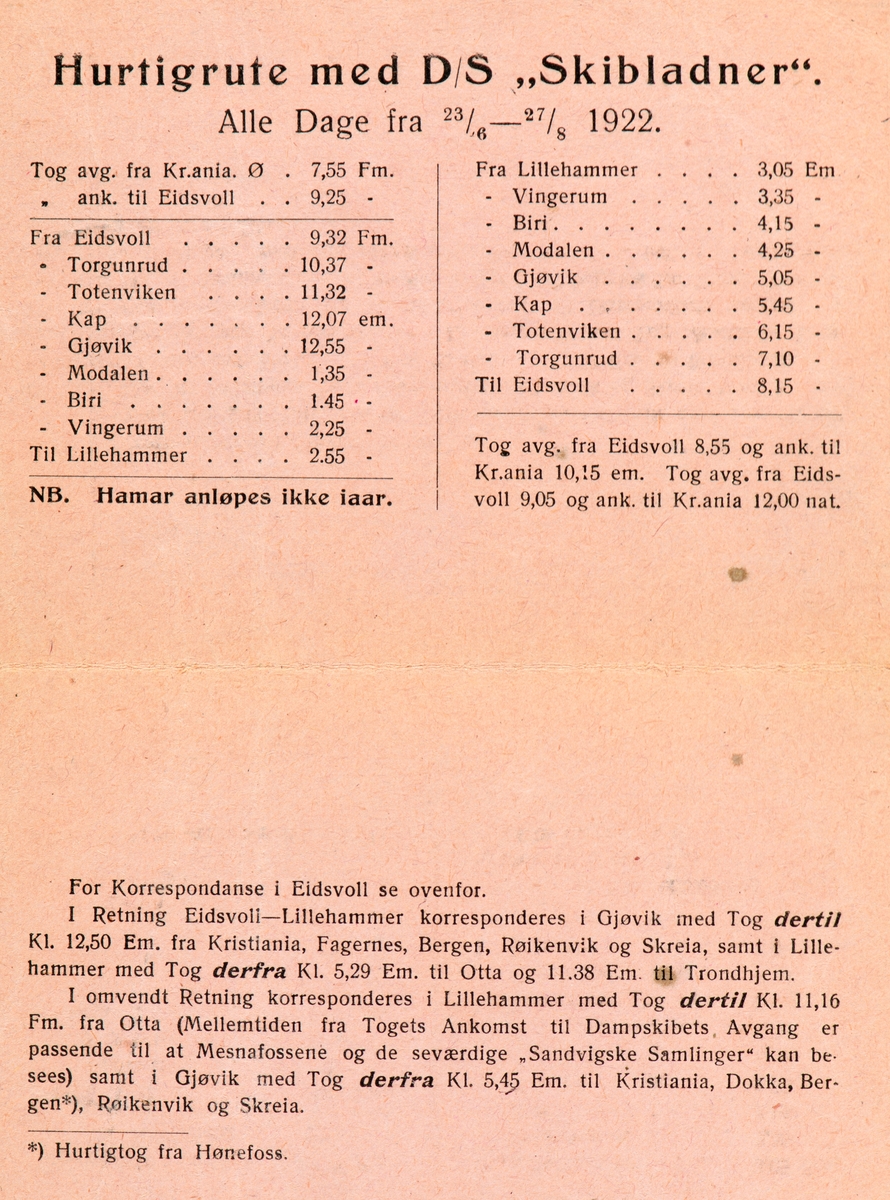 Hurtigrute med D/S „Skibladner“.
Alle Dage fra 23/6—27/8 1922.
Tog avg. fra Kr.ania. Ø . 7,55 Fm.
„ ank. til Eidsvoll . . 9,25 -
Fra Eidsvoll . . . . . 9,32 Fm.
- Torgunrud . . . . . 10,37 -
- Totenviken . . . . 11,32 -
- Kap . . . . . . . 12,07 em.
- Gjøvik . . . . . . 12,55 -
- Modalen . . . . . . 1,35 -
- Biri . . . . . . . 1.45 -
- Vingerum . . . . . 2,25 -
Til Lillehammer . . . . 2.55 -
NB. Hamar anløpes ikke iaar.
Fra Lillehammer . . . . 3,05 Em
- Vingerum . . . . . 3,35 -
- Biri . . . . . . . . 4,15 -
- Modalen . . . . . . 4,25 -
- Gjøvik . . . . . . 5,05 -
- Kap . . . . . . . 5,45 -
- Totenviken . . . . . 6,15 -
- Torgunrud . . . . . 7,10 -
Til Eidsvoll . . . . . 8,15 -
Tog avg. fra Eidsvoll 8,55 og ank. til
Kr.ania 10,15 em. Tog avg. fra Eids-
voll 9,05 og ank. til Kr.ania 12,00 nat.
For Korrespondanse i Eidsvoll se ovenfor.
I Retning Eidsvoll—Lillehammer korresponderes i Gjøvik med Tog dertil
Kl. 12,50 Em. fra Kristiania, Fagernes, Bergen, Røikenvik og Skreia, samt i Lille-
hammer med Tog derfra Kl. 5,29 Em. til Otta og 11.38 Em. til Trondhjem.
I omvendt Retning korresponderes i Lillehammer med Tog dertil Kl. 11,16
Fm. fra Otta (Mellemtiden fra Togets Ankomst til Dampskibets Avgang er
passende til at Mesnafossene og de seværdige „Sandvigske Samlinger“ kan be-
sees) samt i Gjøvik med Tog derfra Kl. 5,45 Em. til Kristiania, Dokka, Ber-
gen*), Røikenvik og Skreia.
*) Hurtigtog fra Hønefoss.